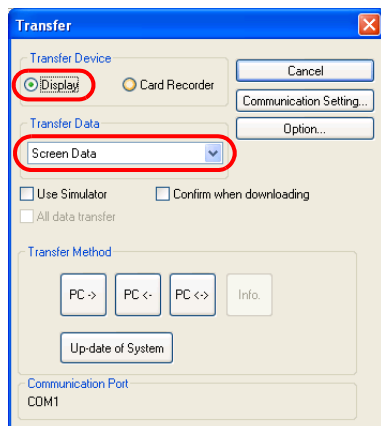 Transfer
Transfer Device
Display
Card Recorder
Cancel
Communication Setting...
Option...
Transfer Data
Screen Data
Use Simulator
Confirm when downloading
All data transfer
Transfer Method
PC ->
PC <-
PC <->
Info.
Up-date of System
Communication Port
COM1